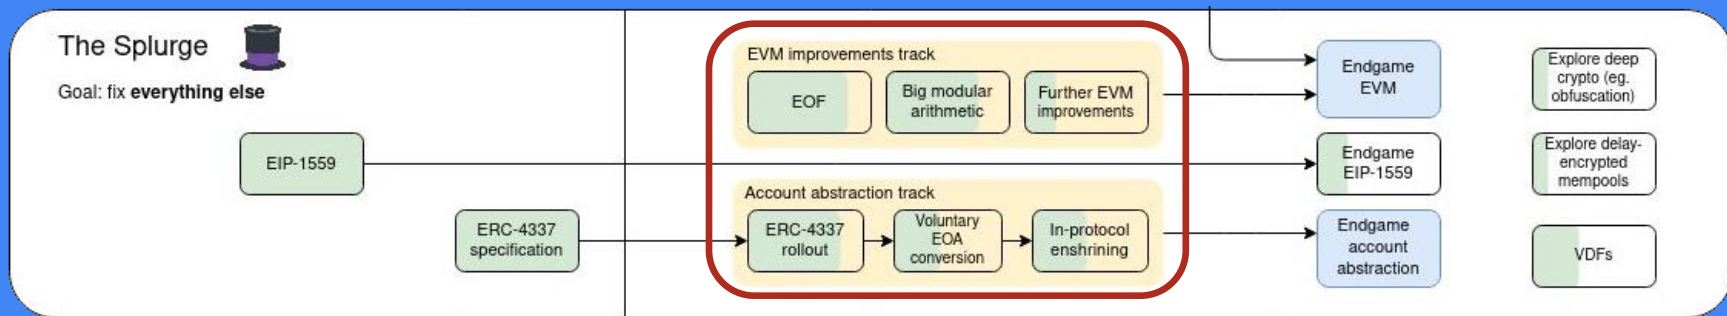 The Splurge
Goal: fix everything else
EIP-1559
ERC-4337
specification
EVM improvements track
EOF
Big modular
arithmetic
Further EVM
improvements
Account abstraction track
ERC-4337
rollout
Voluntary
EOA
conversion
In-protocol
enshrining
Endgame
EVM
Endgame
EIP-1559
Endgame
account
abstraction
Explore deep
crypto (eg.
obfuscation)
Explore delay-
encrypted
mempools
VDFs